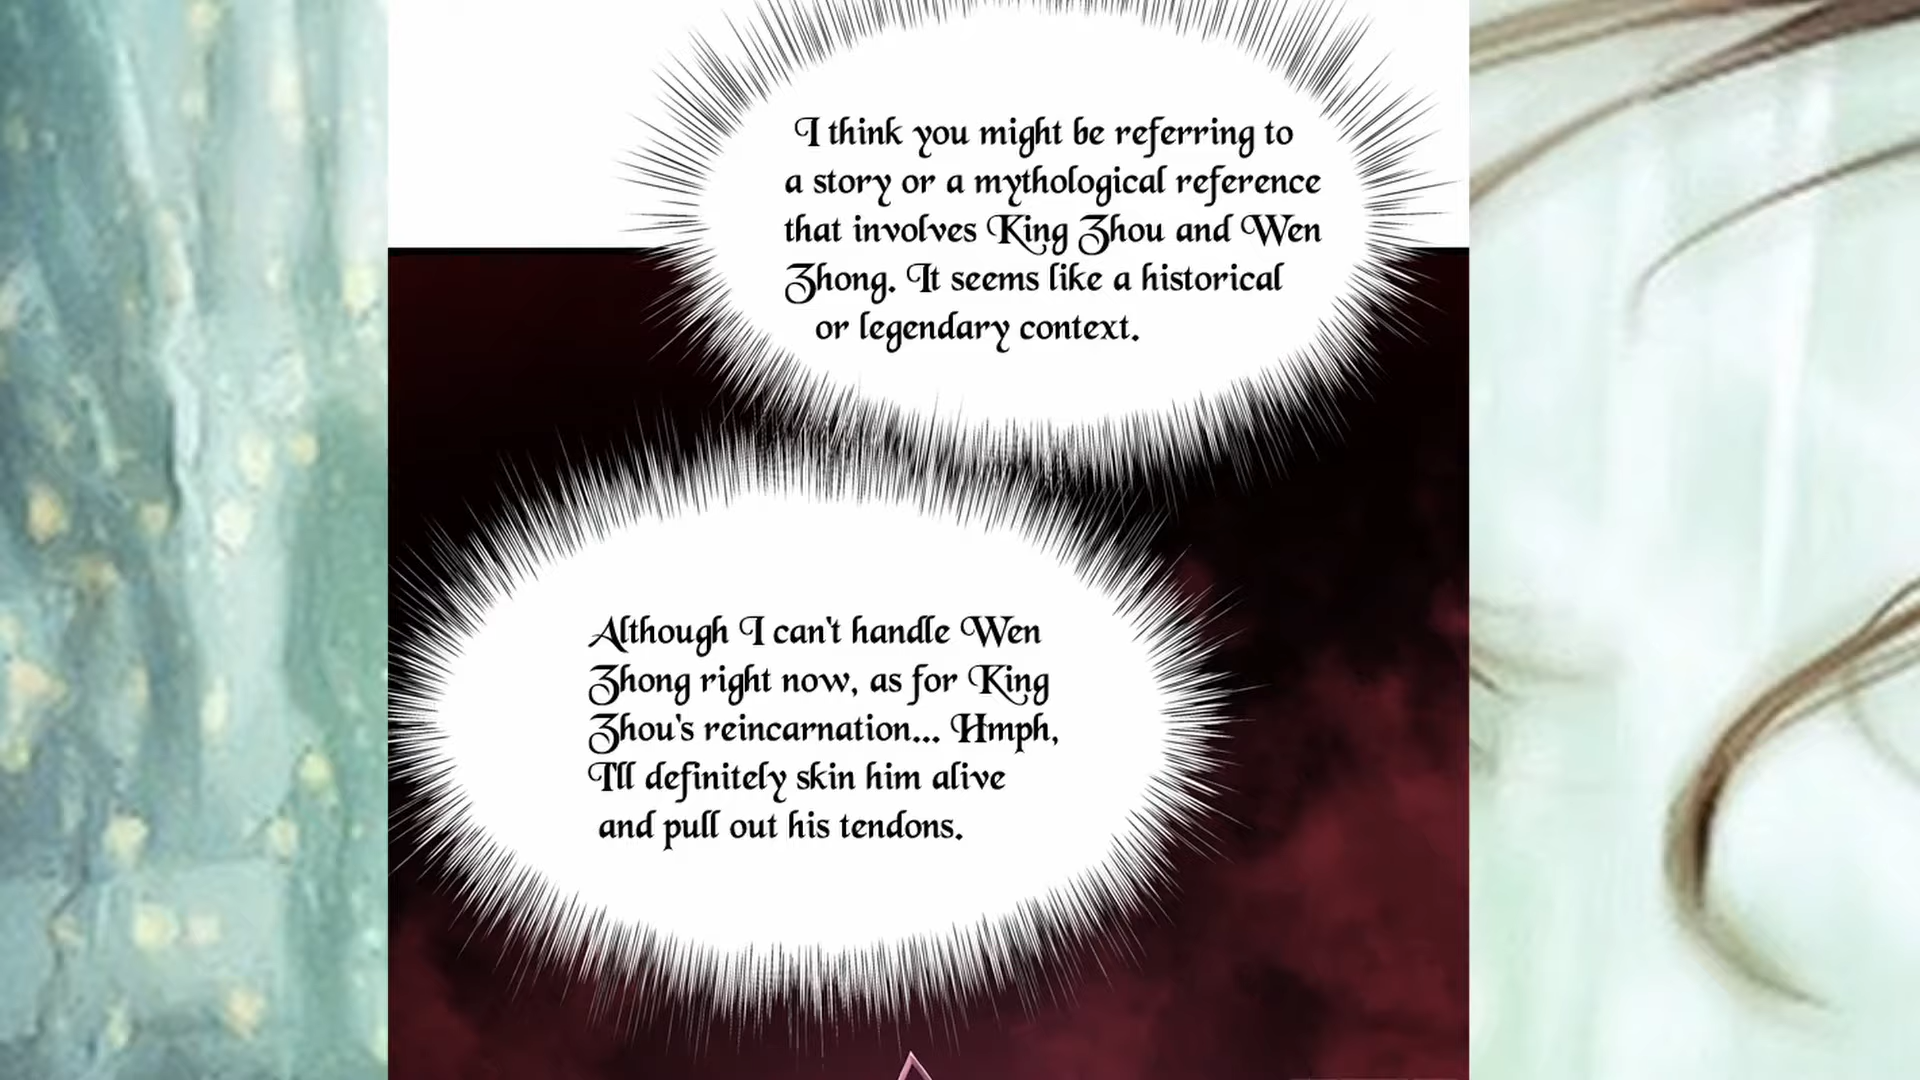 I think you might be referring to
a story or a mythological reference
that involves King Zhou and Wen
Zhong. It seems like a historical
or legendary context.
Although I can't handle Wen
Zhong right now, as for King
Zhou's reincarnation... Hmph,
I'll definitely skin him alive
and pull out his tendons.